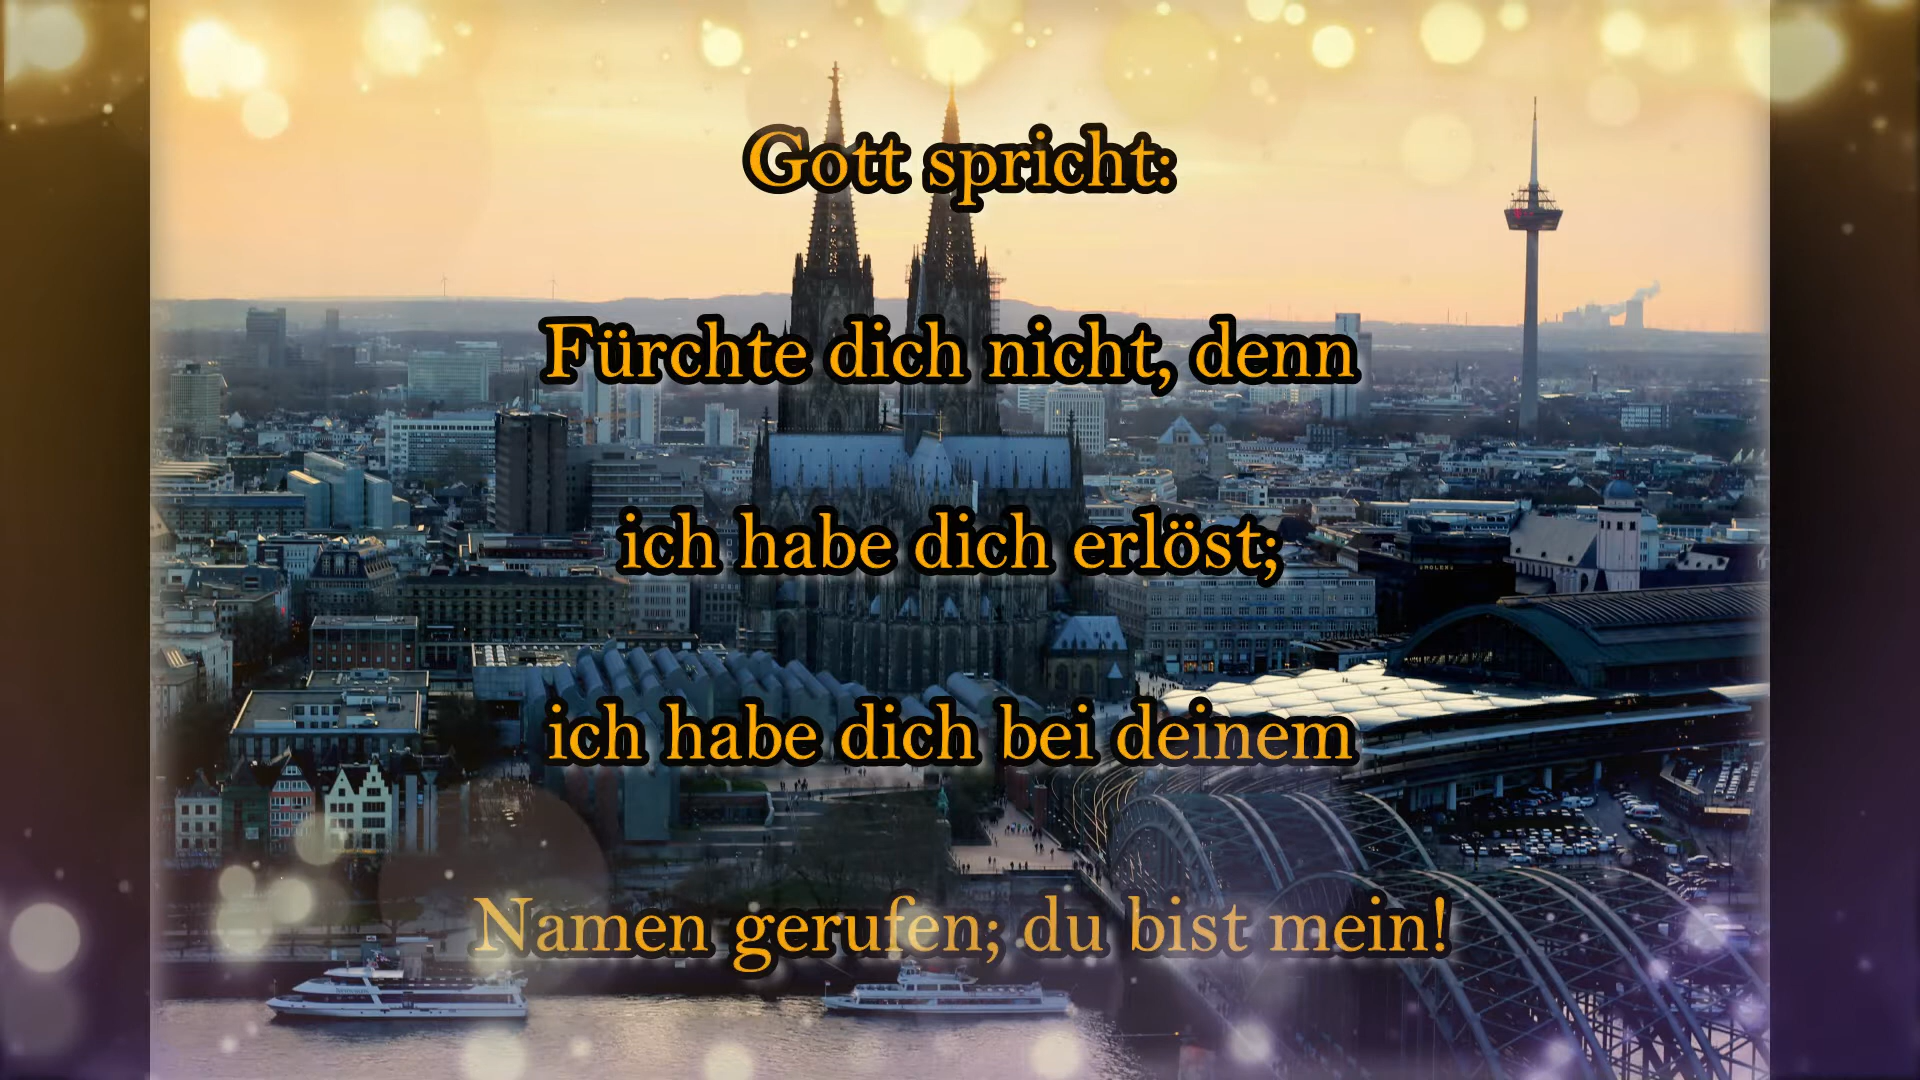 Gott spricht:
Fürchte dich nicht, denn
ich habe dich erlöst;
ich habe dich bei deinem
Namen gerufen; du bist mein!